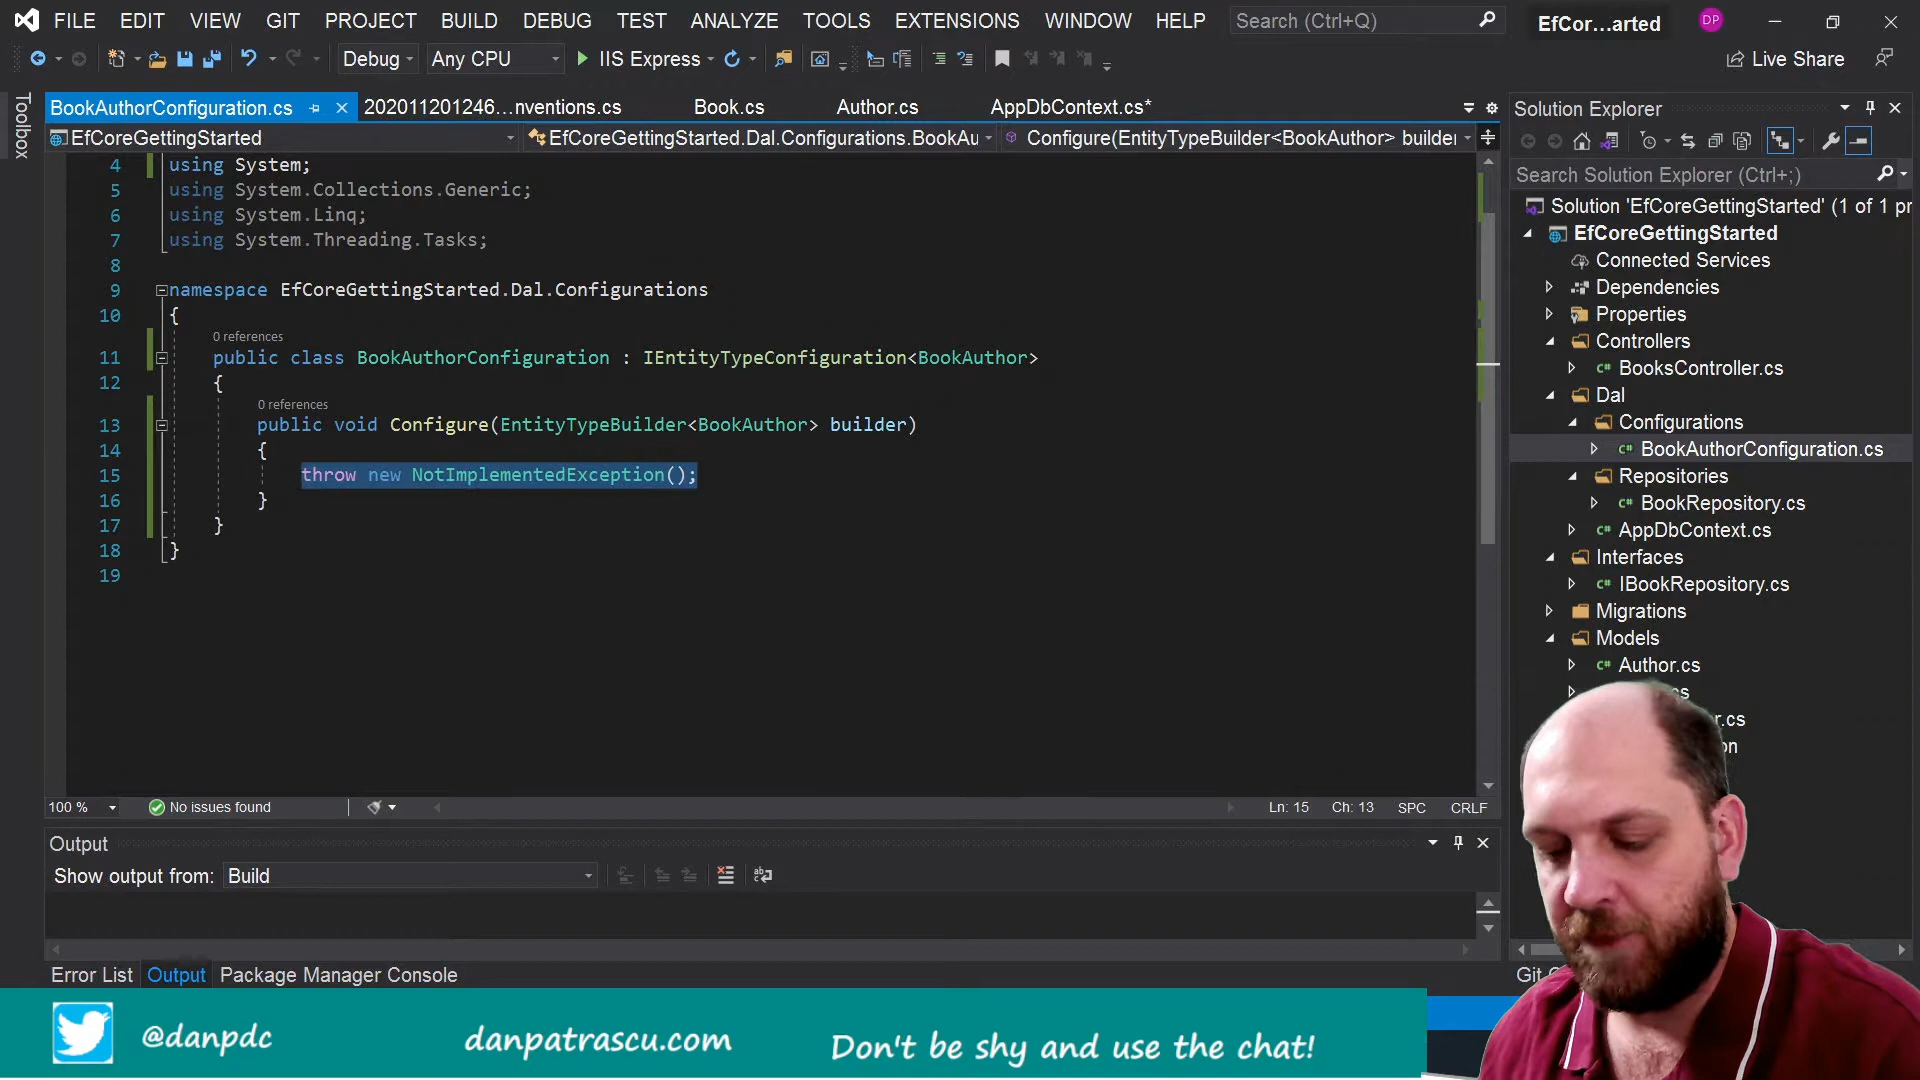 FILE EDIT VIEW GIT PROJECT BUILD DEBUG TEST ANALYZE TOOLS EXTENSIONS WINDOW HELP Search (Ctrl+Q) EfCor...arted DP
Debug Any CPU IIS Express Live Share
Toolbox
BookAuthorConfiguration.cs 202011201246...nventions.cs Book.cs Author.cs AppDbContext.cs*
EfCoreGettingStarted EfCoreGettingStarted.Dal.Configurations.BookAu Configure(EntityTypeBuilder<BookAuthor> builder
4 using System;
5 using System.Collections.Generic;
6 using System.Linq;
7 using System.Threading.Tasks;
8
9 namespace EfCoreGettingStarted.Dal.Configurations
10 {
0 references
11 public class BookAuthorConfiguration : IEntityTypeConfiguration<BookAuthor>
12 {
0 references
13 public void Configure(EntityTypeBuilder<BookAuthor> builder)
14 {
15 throw new NotImplementedException();
16 }
17 }
18 }
19
100 % No issues found Ln: 15 Ch: 13 SPC CRLF
Output
Show output from: Build
Error List Output Package Manager Console
Solution Explorer
Search Solution Explorer (Ctrl+;)
Solution 'EfCoreGettingStarted' (1 of 1 pr
EfCoreGettingStarted
Connected Services
Dependencies
Properties
Controllers
C# BooksController.cs
Dal
Configurations
C# BookAuthorConfiguration.cs
Repositories
C# BookRepository.cs
C# AppDbContext.cs
Interfaces
C# IBookRepository.cs
Migrations
Models
C# Author.cs
@danpdc danpatrascu.com Don't be shy and use the chat!